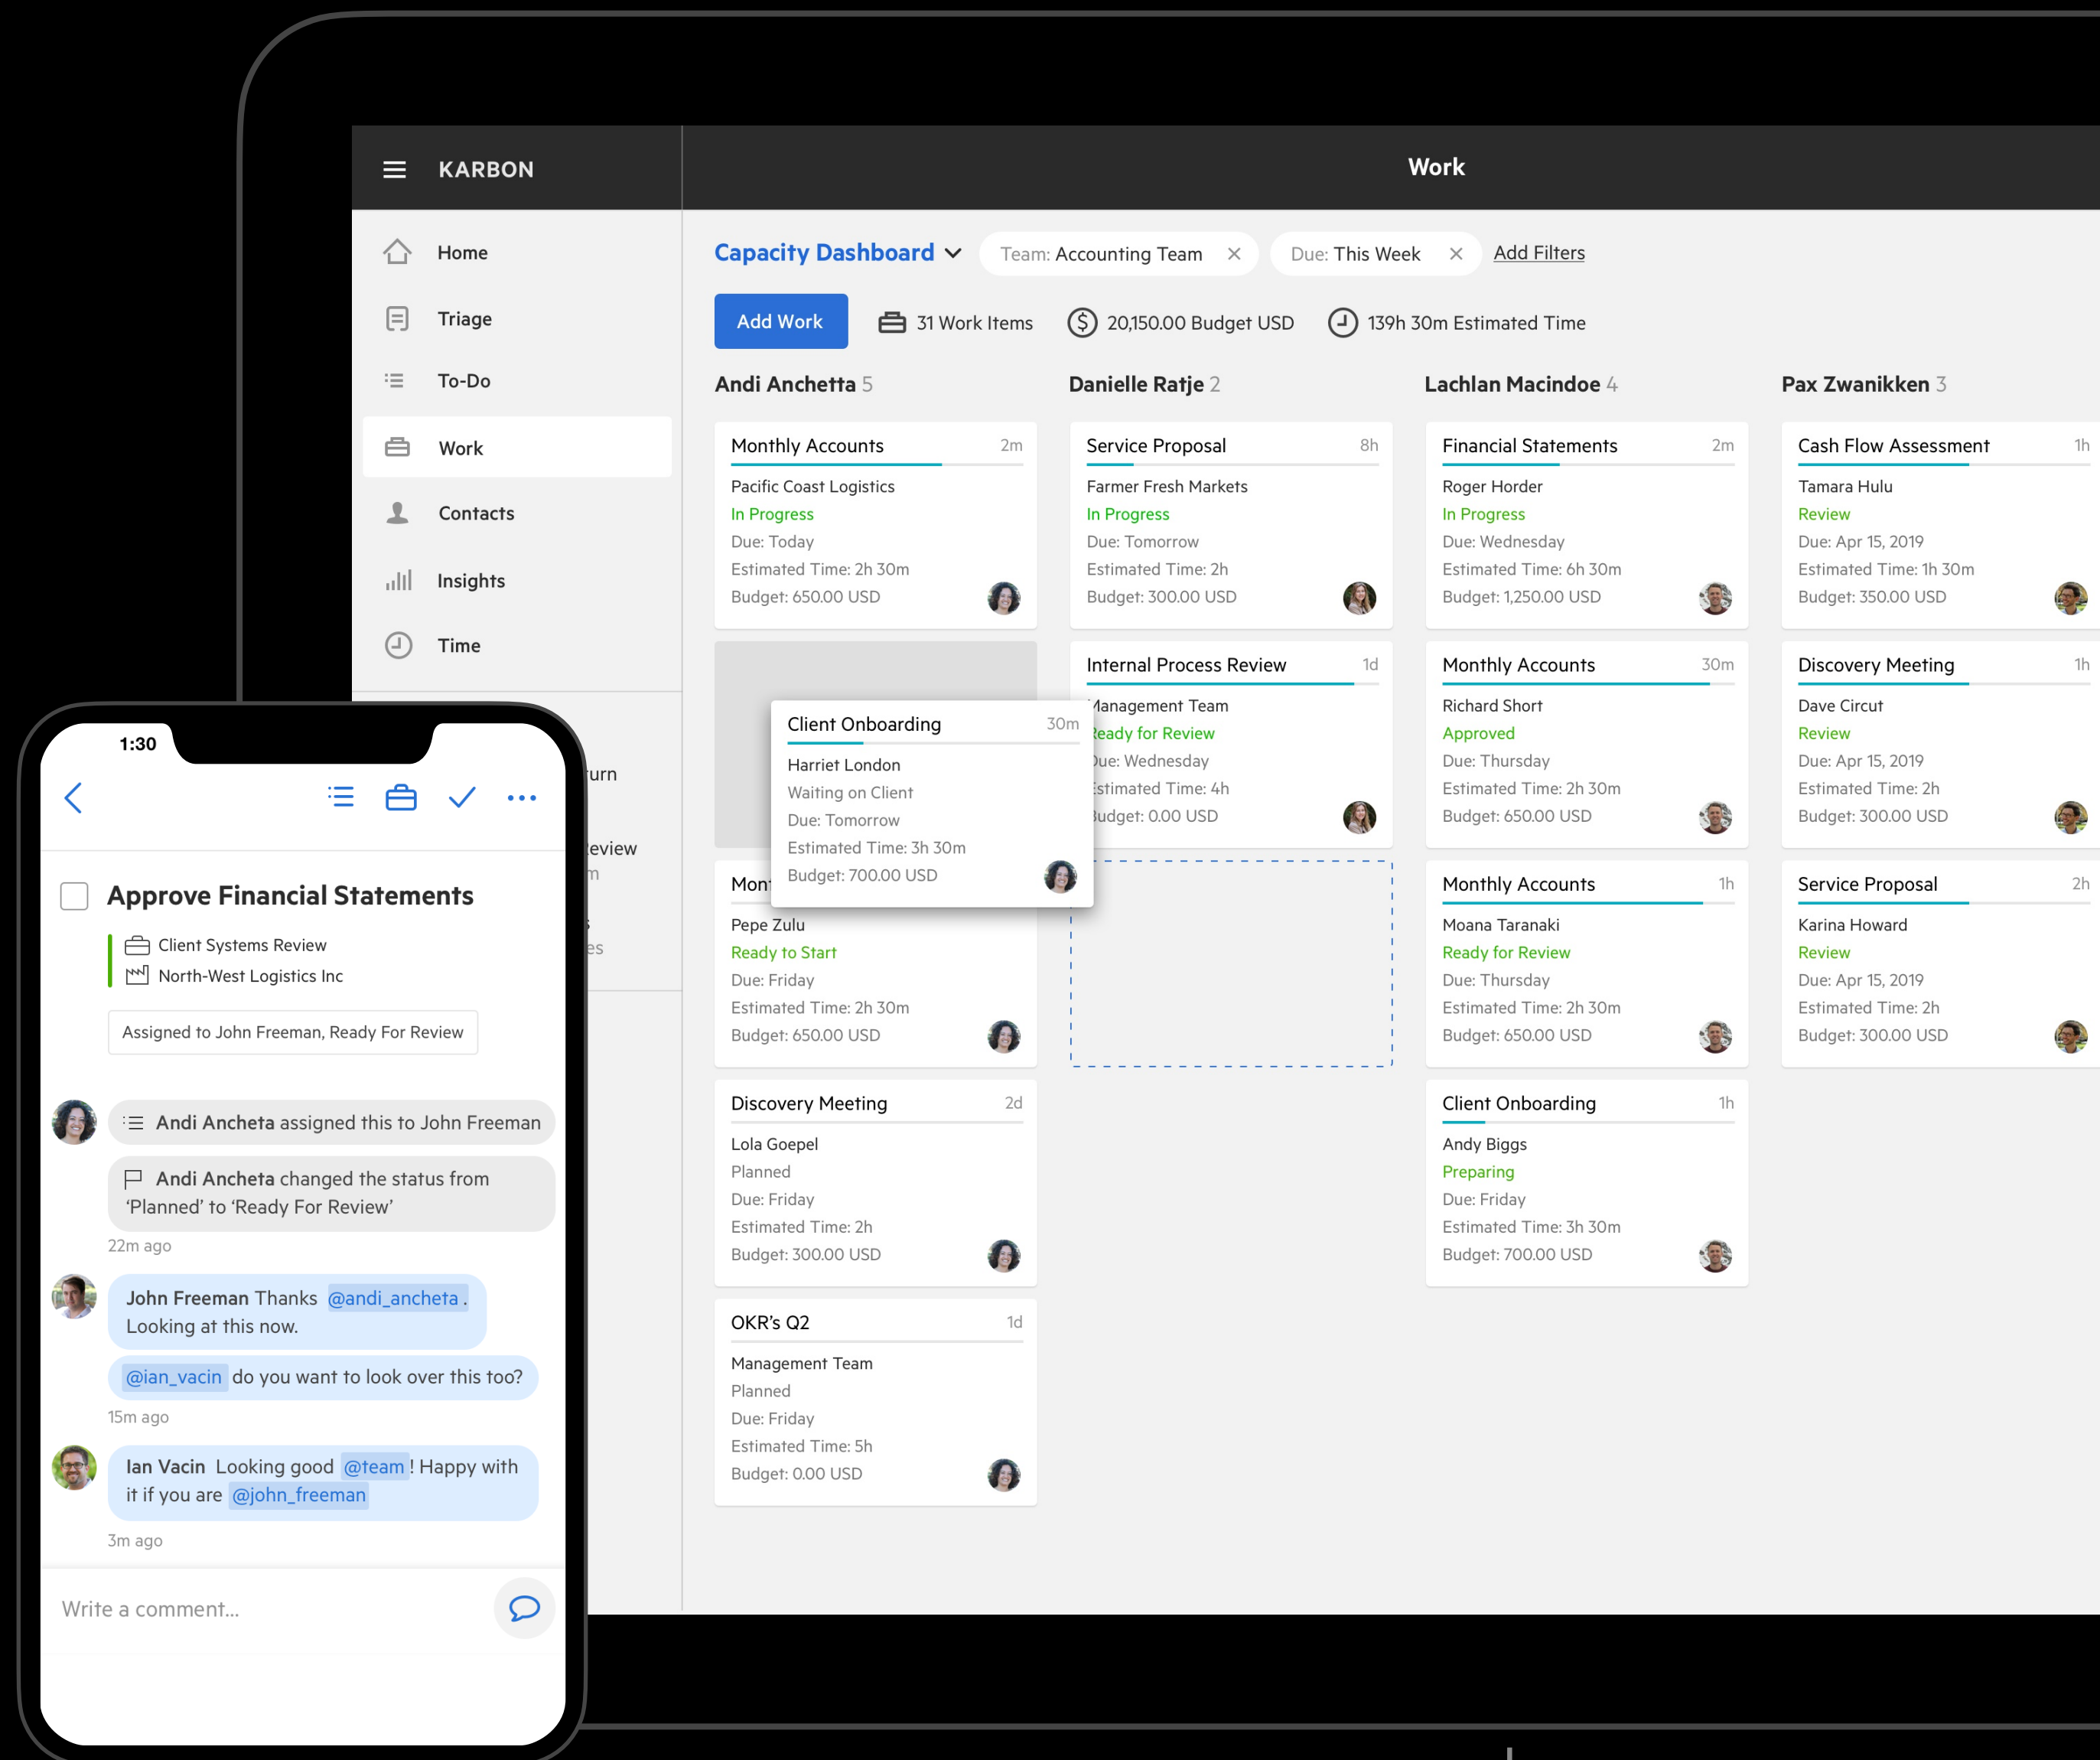 KARBON
Work
Home
Triage
To-Do
Work
Contacts
Insights
Time
Capacity Dashboard
Team: Accounting Team
Due: This Week
Add Filters
Add Work
31 Work Items
20,150.00 Budget USD
139h 30m Estimated Time
Andi Anchetta 5
Monthly Accounts 2m
Pacific Coast Logistics
In Progress
Due: Today
Estimated Time: 2h 30m
Budget: 650.00 USD
Client Onboarding 30m
Harriet London
Waiting on Client
Due: Tomorrow
Estimated Time: 3h 30m
Budget: 700.00 USD
Pepe Zulu
Ready to Start
Due: Friday
Estimated Time: 2h 30m
Budget: 650.00 USD
Discovery Meeting 2d
Lola Goepel
Planned
Due: Friday
Estimated Time: 2h
Budget: 300.00 USD
OKR’s Q2 1d
Management Team
Planned
Due: Friday
Estimated Time: 5h
Budget: 0.00 USD
Danielle Ratje 2
Service Proposal 8h
Farmer Fresh Markets
In Progress
Due: Tomorrow
Estimated Time: 2h
Budget: 300.00 USD
Internal Process Review 1d
Management Team
Ready for Review
Due: Wednesday
Estimated Time: 4h
Budget: 0.00 USD
Lachlan Macindoe 4
Financial Statements 2m
Roger Horder
In Progress
Due: Wednesday
Estimated Time: 6h 30m
Budget: 1,250.00 USD
Monthly Accounts 30m
Richard Short
Approved
Due: Thursday
Estimated Time: 2h 30m
Budget: 650.00 USD
Monthly Accounts 1h
Moana Taranaki
Ready for Review
Due: Thursday
Estimated Time: 2h 30m
Budget: 650.00 USD
Client Onboarding 1h
Andy Biggs
Preparing
Due: Friday
Estimated Time: 3h 30m
Budget: 700.00 USD
Pax Zwanikken 3
Cash Flow Assessment 1h
Tamara Hulu
Review
Due: Apr 15, 2019
Estimated Time: 1h 30m
Budget: 350.00 USD
Discovery Meeting 1h
Dave Circut
Review
Due: Apr 15, 2019
Estimated Time: 2h
Budget: 300.00 USD
Service Proposal 2h
Karina Howard
Review
Due: Apr 15, 2019
Estimated Time: 2h
Budget: 300.00 USD
1:30
Approve Financial Statements
Client Systems Review
North-West Logistics Inc
Assigned to John Freeman, Ready For Review
Andi Ancheta assigned this to John Freeman
Andi Ancheta changed the status from
‘Planned’ to ‘Ready For Review’
22m ago
John Freeman Thanks @andi_ancheta .
Looking at this now.
@ian_vacin do you want to look over this too?
15m ago
Ian Vacin Looking good @team ! Happy with
it if you are @john_freeman
3m ago
Write a comment...